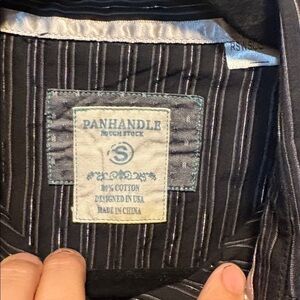 PANHANDLE
ROUGH STOCK
S
80% COTTON
DESIGNED IN USA
MADE IN CHINA